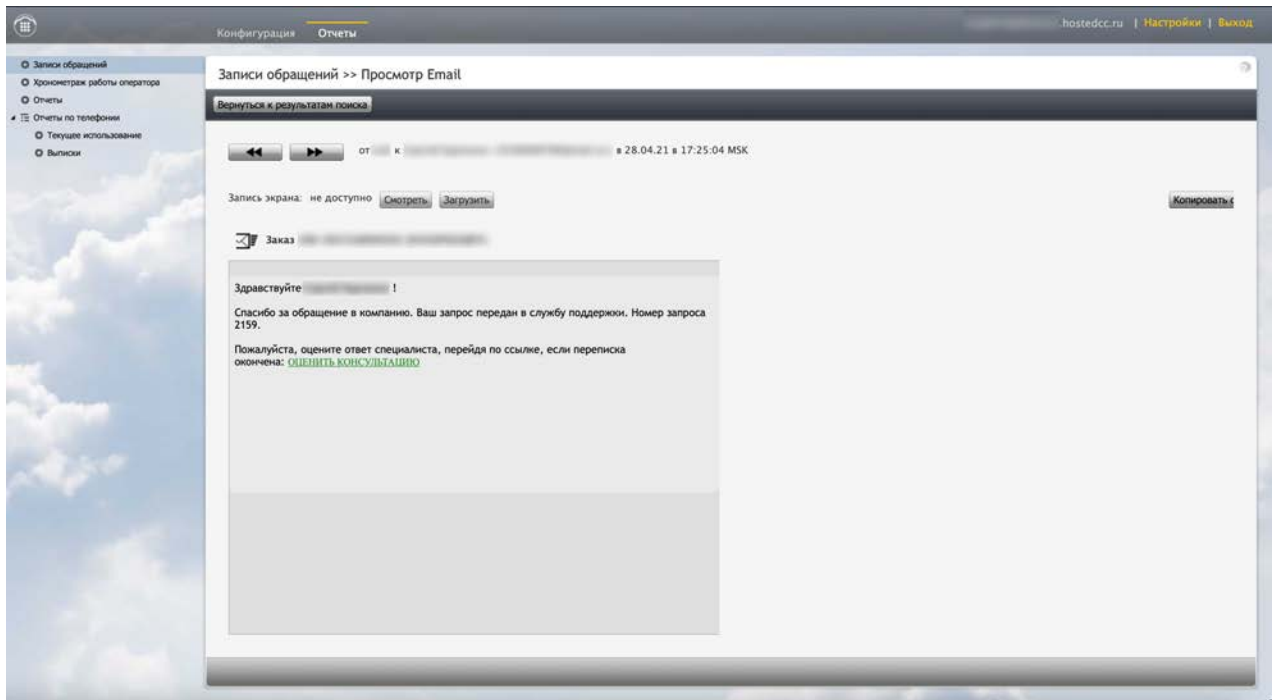 Конфигурация Отчеты
hostedcc.ru | Настройки | Выход
Записи обращений
Хронометраж работы оператора
Отчеты
Отчеты по телефонии
Текущее использование
Выписки
Записи обращений >> Просмотр Email
Вернуться к результатам поиска
от к в 28.04.21 в 17:25:04 MSK
Запись экрана: не доступно Смотреть Загрузить
Копировать с
Заказ
Здравствуйте !
Спасибо за обращение в компанию. Ваш запрос передан в службу поддержки. Номер запроса
2159.
Пожалуйста, оцените ответ специалиста, перейдя по ссылке, если переписка
окончена: ОЦЕНИТЬ КОНСУЛЬТАЦИЮ